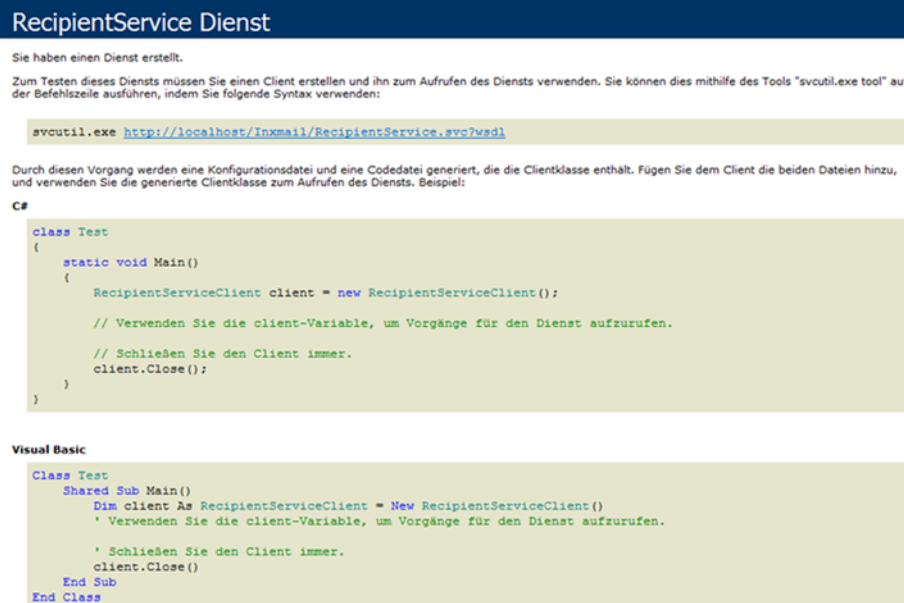 RecipientService Dienst
Sie haben einen Dienst erstellt.
Zum Testen dieses Diensts müssen Sie einen Client erstellen und ihn zum Aufrufen des Diensts verwenden. Sie können dies mithilfe des Tools "svcutil.exe tool" au
der Befehlszeile ausführen, indem Sie folgende Syntax verwenden:
svcutil.exe http://localhost/Inxmail/RecipientService.svc?wsdl
Durch diesen Vorgang werden eine Konfigurationsdatei und eine Codedatei generiert, die die Clientklasse enthält. Fügen Sie dem Client die beiden Dateien hinzu,
und verwenden Sie die generierte Clientklasse zum Aufrufen des Diensts. Beispiel:
C#
class Test
{
static void Main()
{
RecipientServiceClient client = new RecipientServiceClient();
// Verwenden Sie die client-Variable, um Vorgänge für den Dienst aufzurufen.
// Schließen Sie den Client immer.
client.Close();
}
}
Visual Basic
Class Test
Shared Sub Main()
Dim client As RecipientServiceClient = New RecipientServiceClient()
' Verwenden Sie die client-Variable, um Vorgänge für den Dienst aufzurufen.
' Schließen Sie den Client immer.
client.Close()
End Sub
End Class